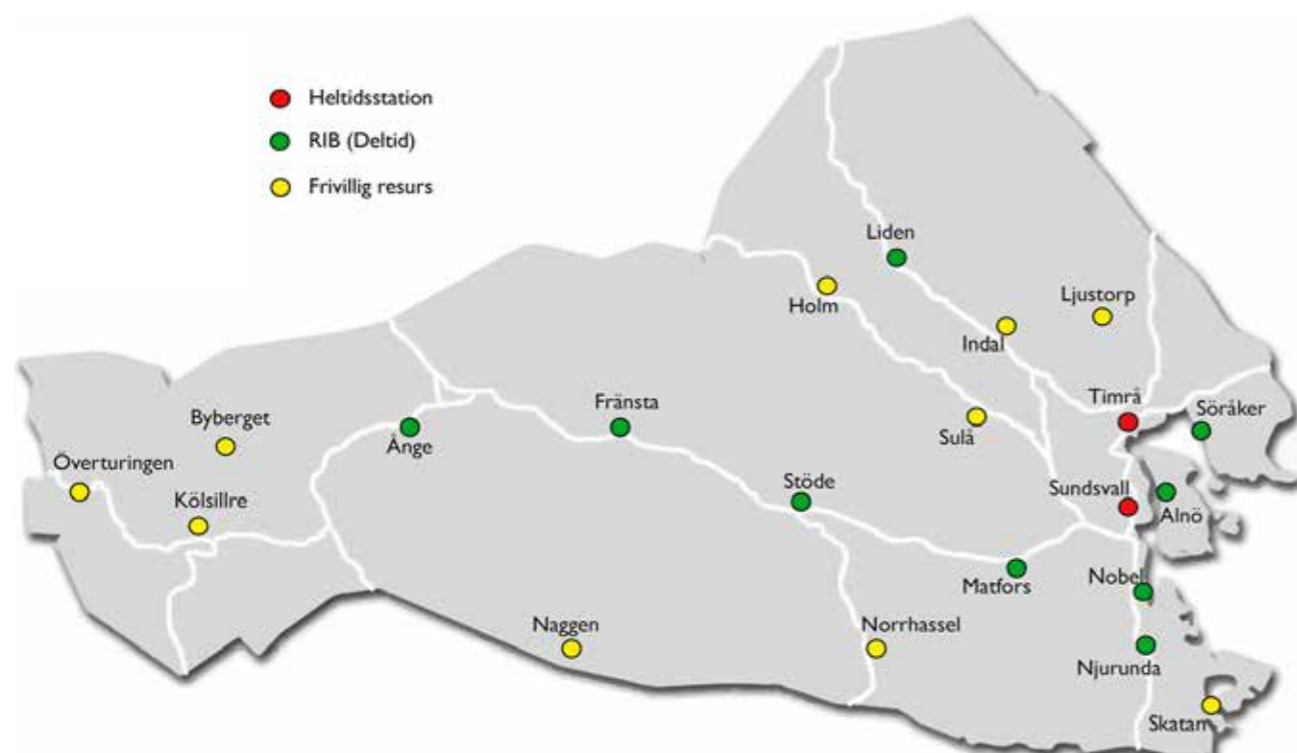 Heltidsstation
RIB (Deltid)
Frivillig resurs
Liden
Holm
Ljustorp
Indal
Timrå
Söråker
Fränsta
Byberget
Ånge
Sulå
Överturingen
Kölsillre
Stöde
Sundsvall
Alnö
Matfors
Nobel
Naggen
Norrhassel
Njurunda
Skatan